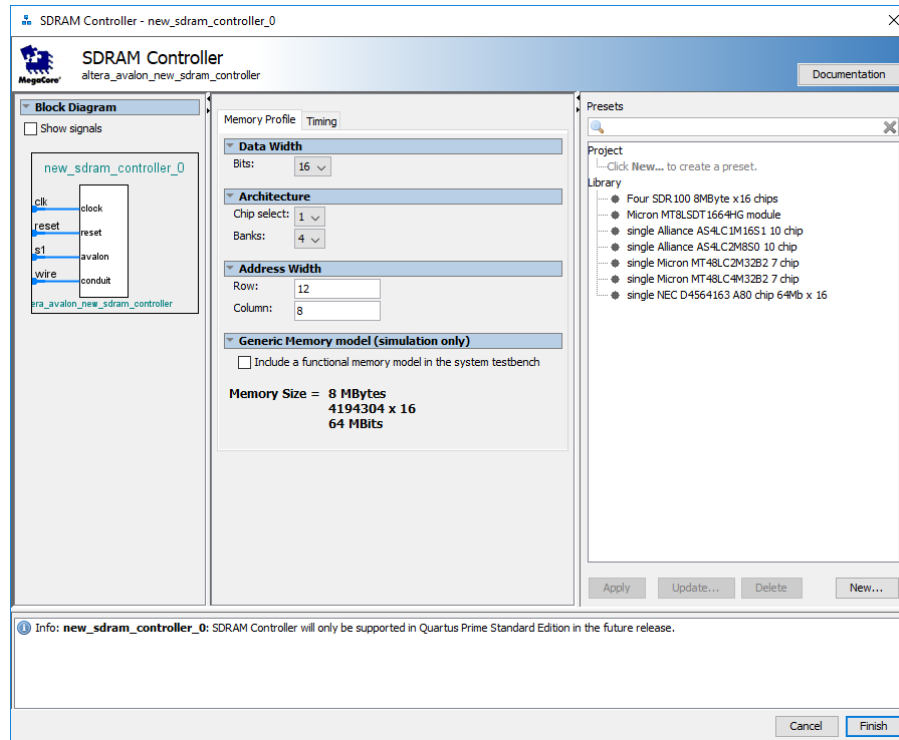 SDRAM Controller - new_sdram_controller_0
SDRAM Controller
altera_avalon_new_sdram_controller
MegaCore'
Documentation
Block Diagram
Show signals
new_sdram_controller_0
clk
clock
reset
reset
s1
avalon
wire
conduit
era_avalon_new_sdram_controller
Memory Profile
Timing
Data Width
Bits:
16
Architecture
Chip select:
1
Banks:
4
Address Width
Row:
12
Column:
8
Generic Memory model (simulation only)
Include a functional memory model in the system testbench
Memory Size = 8 MBytes
4194304 x 16
64 MBits
Presets
Project
Click New... to create a preset.
Library
Four SDR100 8MByte x16 chips
Micron MT8LSDT1664HG module
single Alliance AS4LC1M16S1 10 chip
single Alliance AS4LC2M8S0 10 chip
single Micron MT48LC2M32B2 7 chip
single Micron MT48LC4M32B2 7 chip
single NEC D4564163 A80 chip 64Mb x 16
Apply
Update...
Delete
New...
Info: new_sdram_controller_0: SDRAM Controller will only be supported in Quartus Prime Standard Edition in the future release.
Cancel
Finish